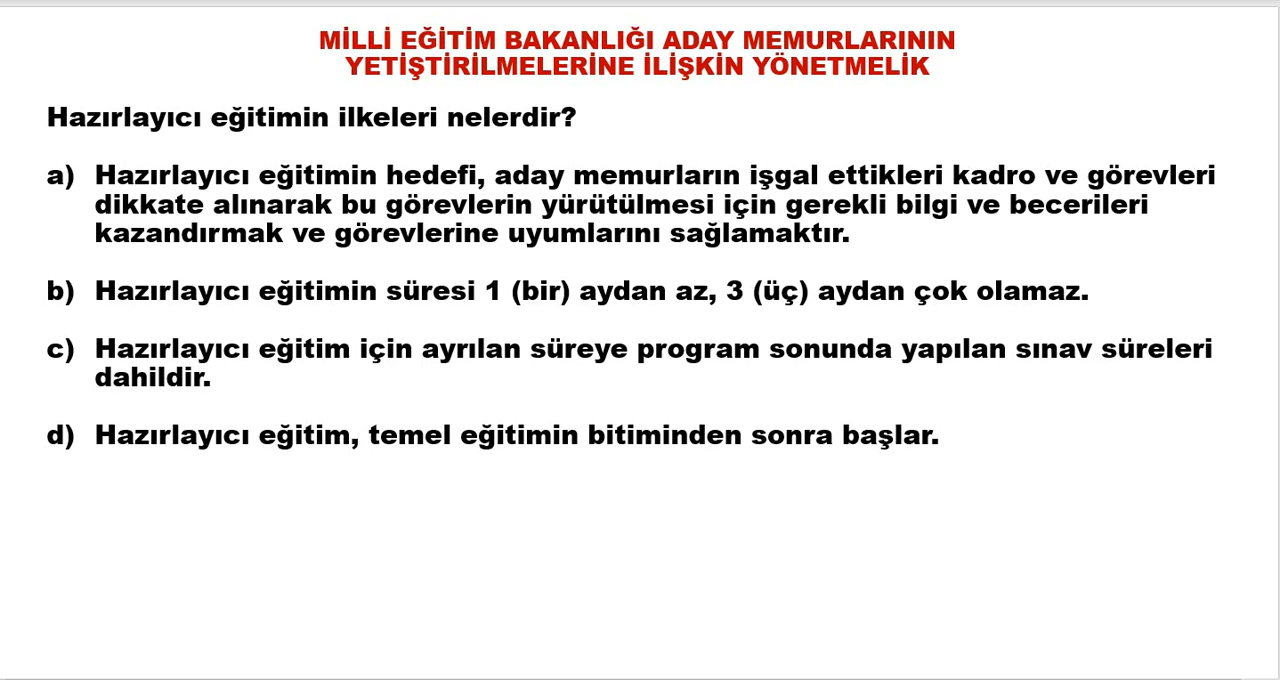 MİLLİ EĞİTİM BAKANLIĞI ADAY MEMURLARININ
YETİŞTİRİLMELERİNE İLİŞKİN YÖNETMELİK
Hazırlayıcı eğitimin ilkeleri nelerdir?
a) Hazırlayıcı eğitimin hedefi, aday memurların işgal ettikleri kadro ve görevleri
dikkate alınarak bu görevlerin yürütülmesi için gerekli bilgi ve becerileri
kazandırmak ve görevlerine uyumlarını sağlamaktır.
b) Hazırlayıcı eğitimin süresi 1 (bir) aydan az, 3 (üç) aydan çok olamaz.
c) Hazırlayıcı eğitim için ayrılan süreye program sonunda yapılan sınav süreleri
dahildir.
d) Hazırlayıcı eğitim, temel eğitimin bitiminden sonra başlar.